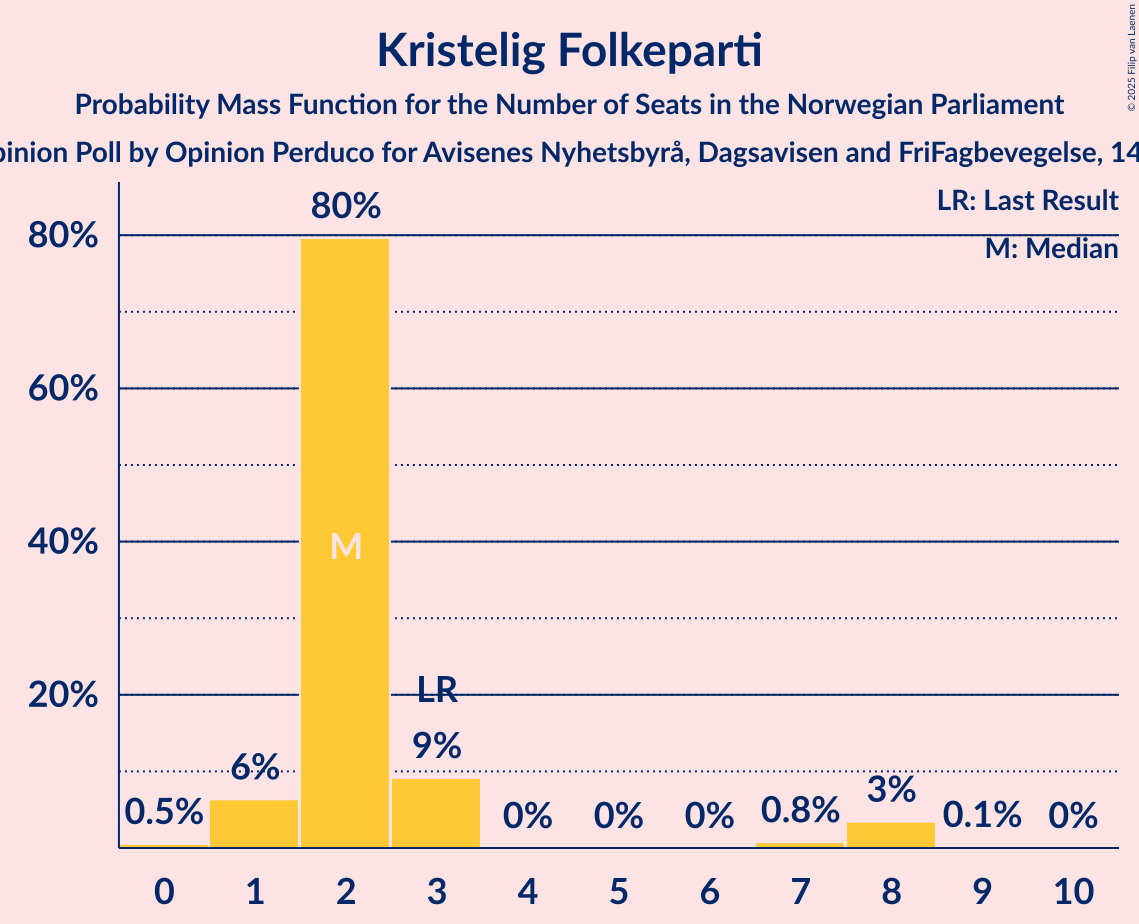 Kristelig Folkeparti
Probability Mass Function for the Number of Seats in the Norwegian Parliament
Opinion Poll by Opinion Perduco for Avisenes Nyhetsbyrå, Dagsavisen and FriFagbevegelse, 14
© 2025 Filip van Laenen
LR: Last Result
M: Median
80%
60%
40%
20%
0.5%
6%
80%
M
LR
9%
0%
0%
0%
0.8%
3%
0.1%
0%
0 1 2 3 4 5 6 7 8 9 10